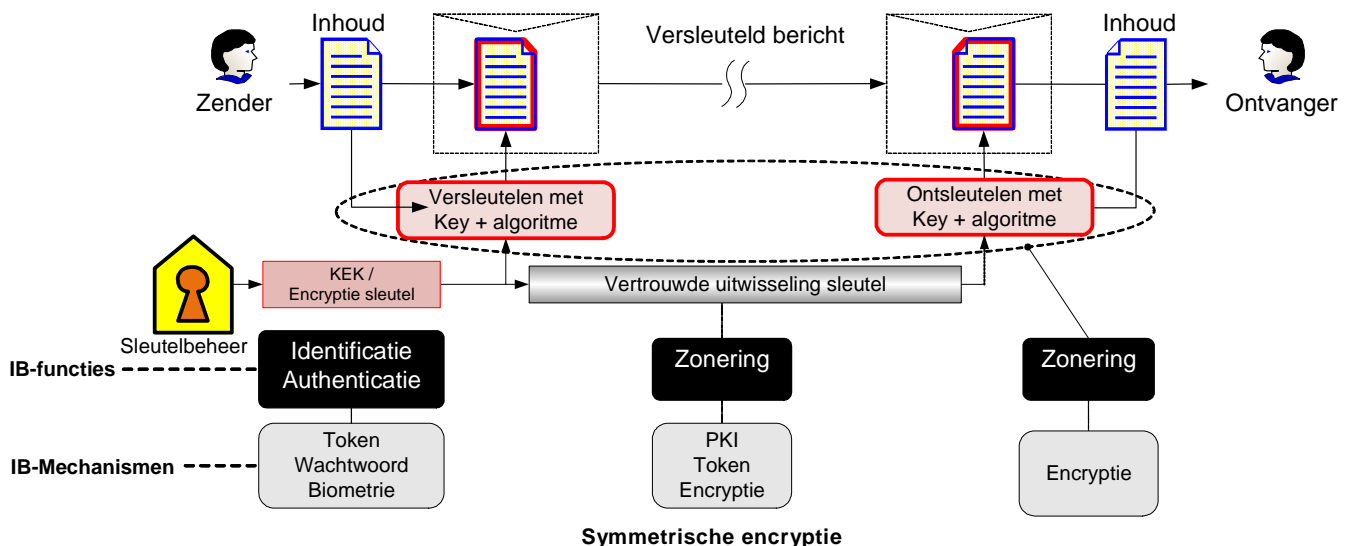 Inhoud
Versleuteld bericht
Inhoud
Zender
Ontvanger
Versleutelen met
Key + algoritme
Ontsleutelen met
Key + algoritme
KEK /
Encryptie sleutel
Vertrouwde uitwisseling sleutel
Sleutelbeheer
IB-functies
Identificatie
Authenticatie
Zonering
Zonering
IB-Mechanismen
Token
Wachtwoord
Biometrie
PKI
Token
Encryptie
Encryptie
Symmetrische encryptie